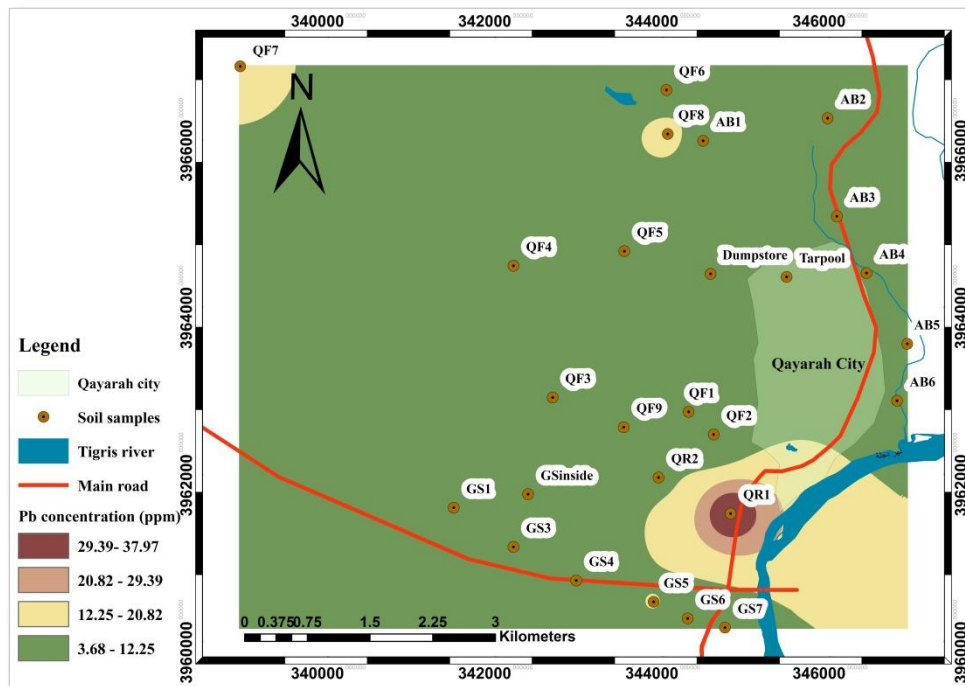 340000 342000 344000 346000
QF7
N
QF6
QF8
AB1
AB2
3966000
3966000
AB3
QF5
QF4
Dumpstore
Tarpool
AB4
3964000
3964000
AB5
Qayarah City
AB6
QF3
QF1
QF9
QF2
QR2
3962000
3962000
GSinside
GS1
QR1
GS3
GS4
GS5
GS6
GS7
0 0.375 0.75 1.5 2.25 3
Kilometers
3960000
3960000
340000 342000 344000 346000
Legend
Qayarah city
Soil samples
Tigris river
Main road
Pb concentration (ppm)
29.39- 37.97
20.82 - 29.39
12.25 - 20.82
3.68 - 12.25